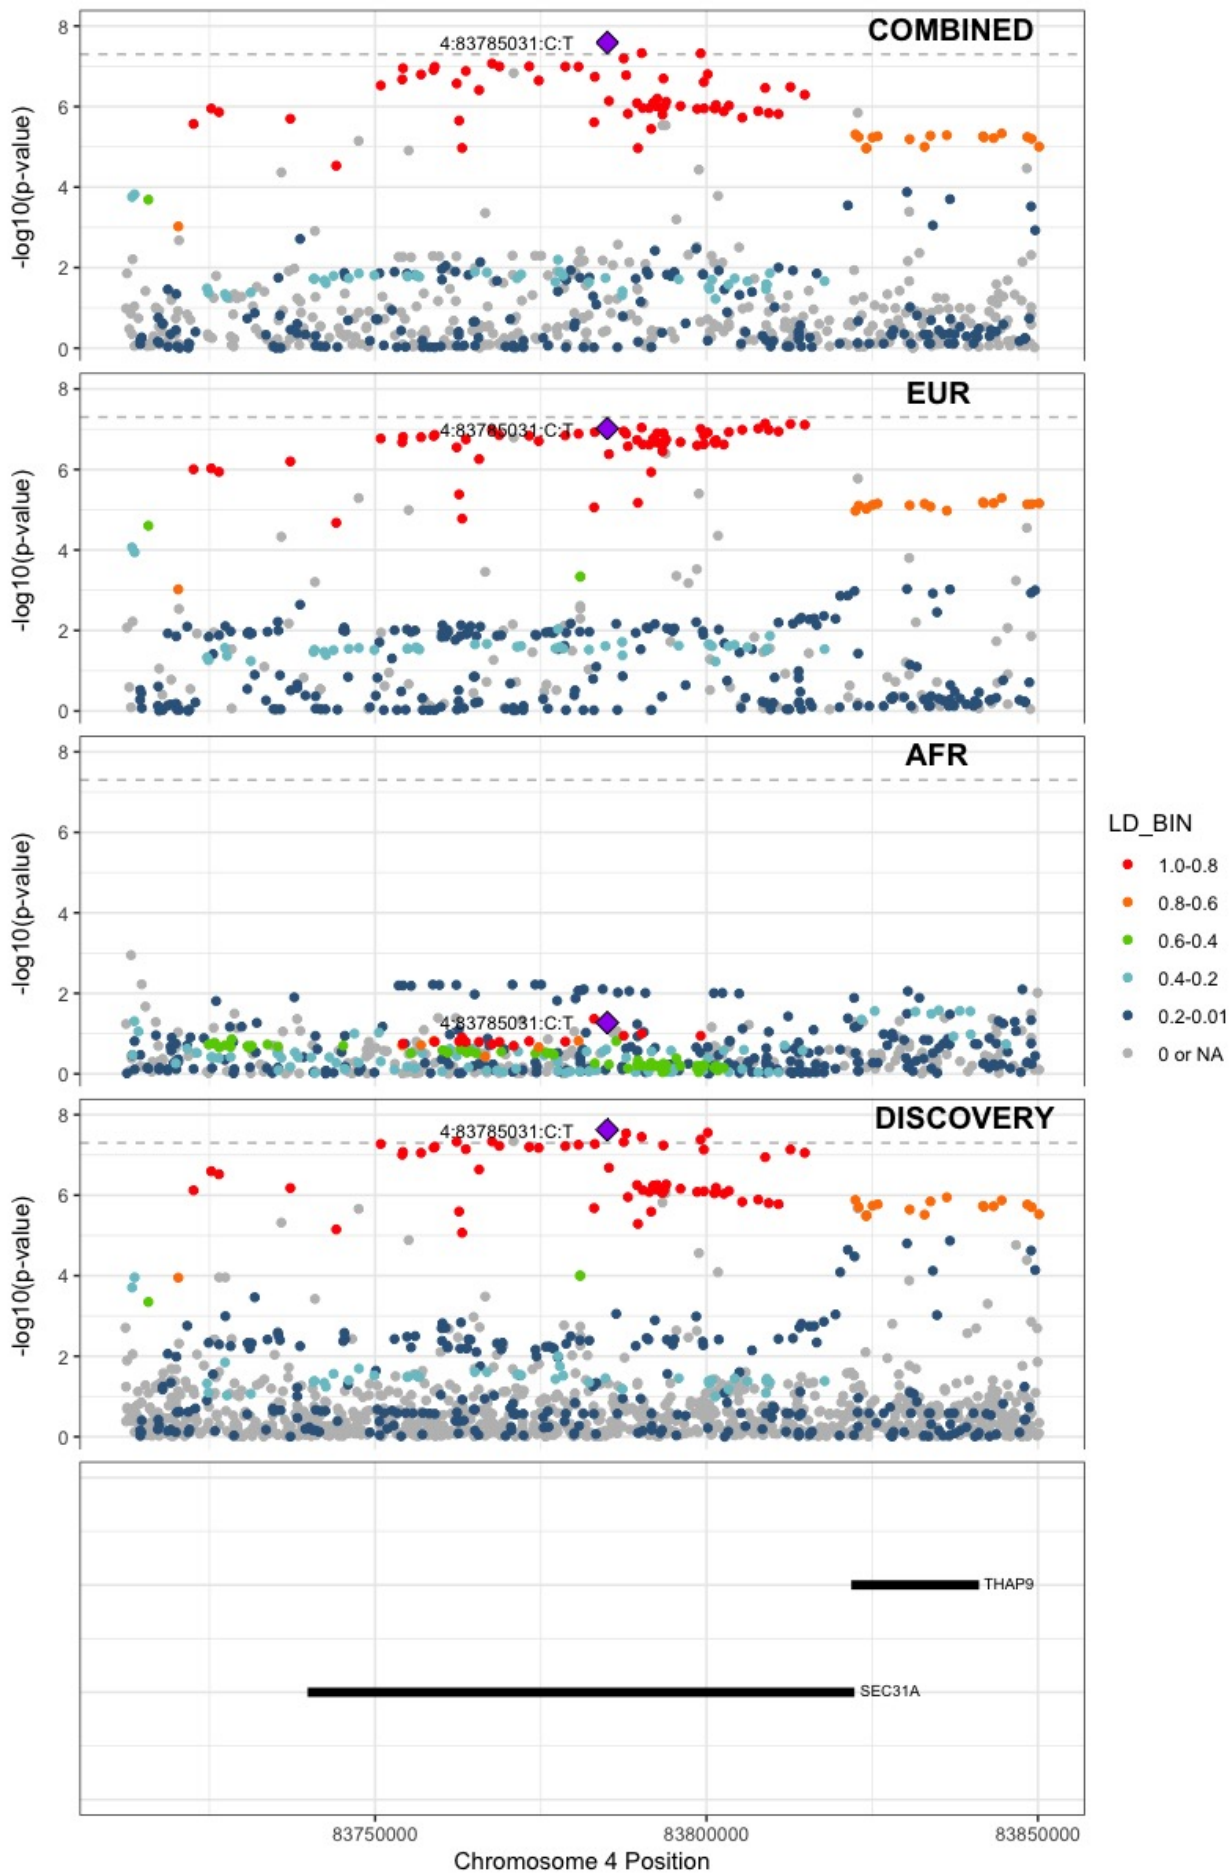 COMBINED
4:83785031:C:T
8
6
4
2
0
-log10(p-value)
EUR
4:83785031:C:T
8
6
4
2
0
-log10(p-value)
AFR
4:83785031:C:T
8
6
4
2
0
-log10(p-value)
DISCOVERY
4:83785031:C:T
8
6
4
2
0
-log10(p-value)
LD_BIN
1.0-0.8
0.8-0.6
0.6-0.4
0.4-0.2
0.2-0.01
0 or NA
THAP9
SEC31A
83750000 83800000 83850000
Chromosome 4 Position